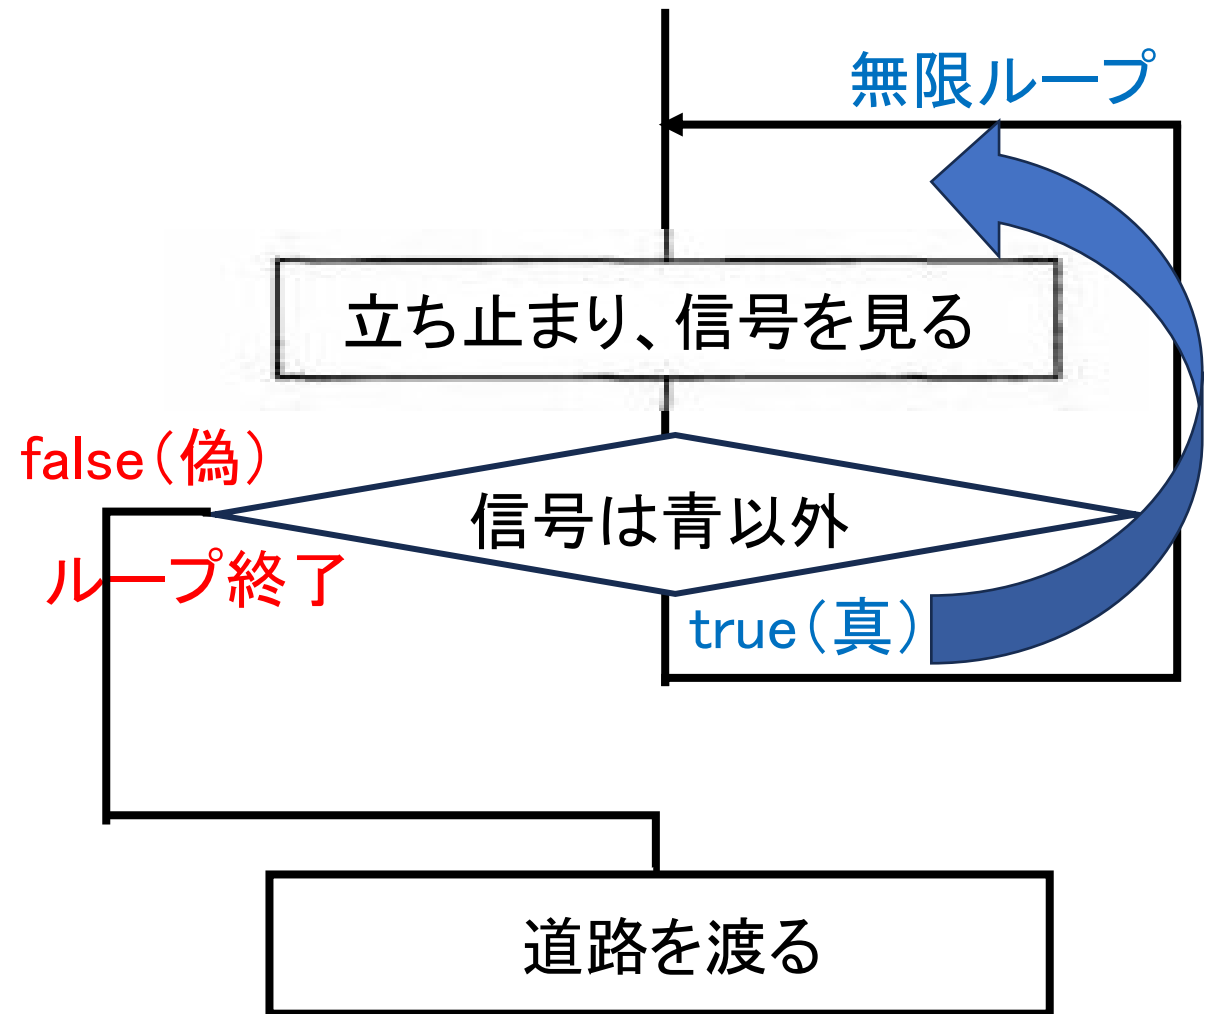 無限ループ
立ち止まり、信号を見る
false（偽）
信号は青以外
ループ終了
true（真）
道路を渡る